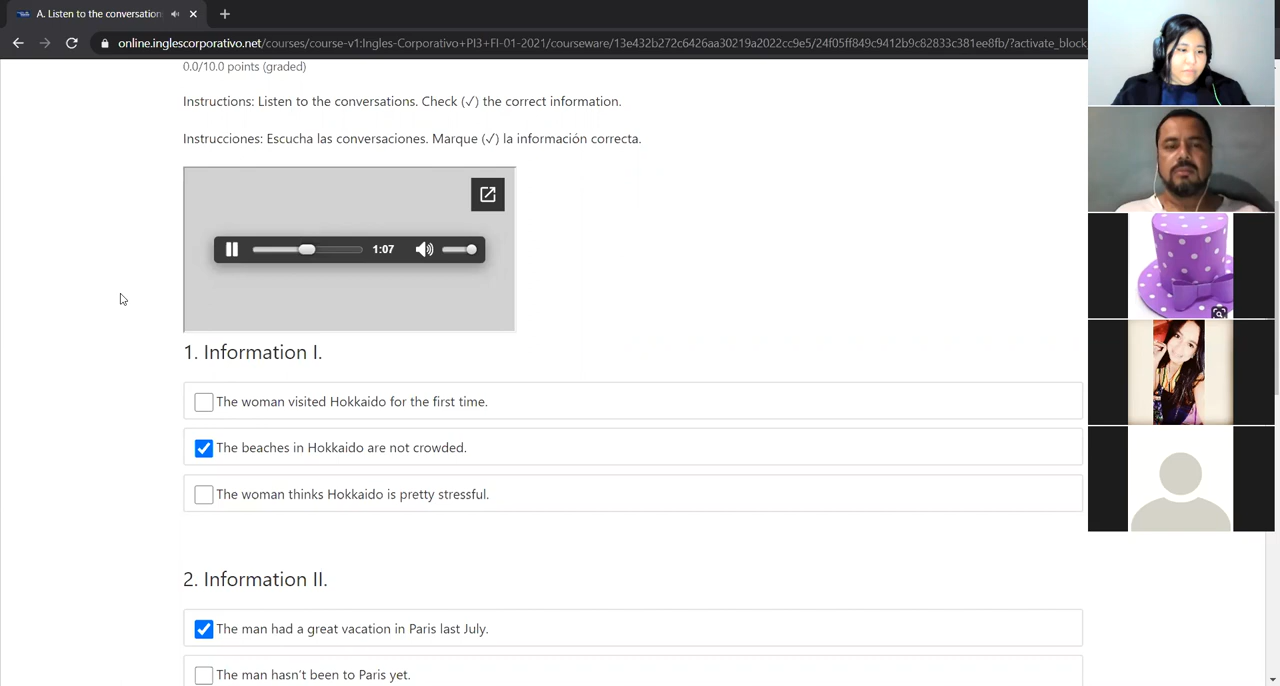 A. Listen to the conversation
online.inglescorporativo.net/courses/course-v1:Ingles-Corporativo+PI3+FI-01-2021/courseware/13e432b272c6426aa30219a2022cc9e5/24f05ff849c9412b9c82833c381ee8fb/?activate_block_
0.0/10.0 points (graded)
Instructions: Listen to the conversations. Check (✓) the correct information.
Instrucciones: Escucha las conversaciones. Marque (✓) la información correcta.
1:07
1. Information I.
The woman visited Hokkaido for the first time.
The beaches in Hokkaido are not crowded.
The woman thinks Hokkaido is pretty stressful.
2. Information II.
The man had a great vacation in Paris last July.
The man hasn't been to Paris yet.